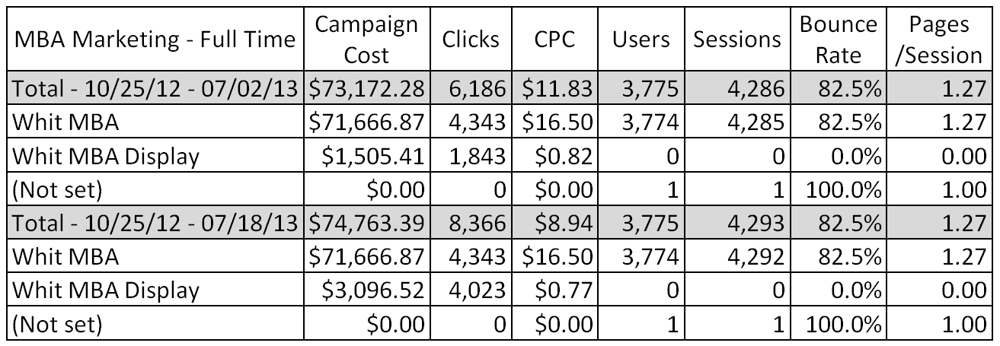 MBA Marketing - Full Time Campaign Cost Clicks CPC Users Sessions Bounce Rate Pages /Session
Total - 10/25/12 - 07/02/13 $73,172.28 6,186 $11.83 3,775 4,286 82.5% 1.27
Whit MBA $71,666.87 4,343 $16.50 3,774 4,285 82.5% 1.27
Whit MBA Display $1,505.41 1,843 $0.82 0 0 0.0% 0.00
(Not set) $0.00 0 $0.00 1 1 100.0% 1.00
Total - 10/25/12 - 07/18/13 $74,763.39 8,366 $8.94 3,775 4,293 82.5% 1.27
Whit MBA $71,666.87 4,343 $16.50 3,774 4,292 82.5% 1.27
Whit MBA Display $3,096.52 4,023 $0.77 0 0 0.0% 0.00
(Not set) $0.00 0 $0.00 1 1 100.0% 1.00